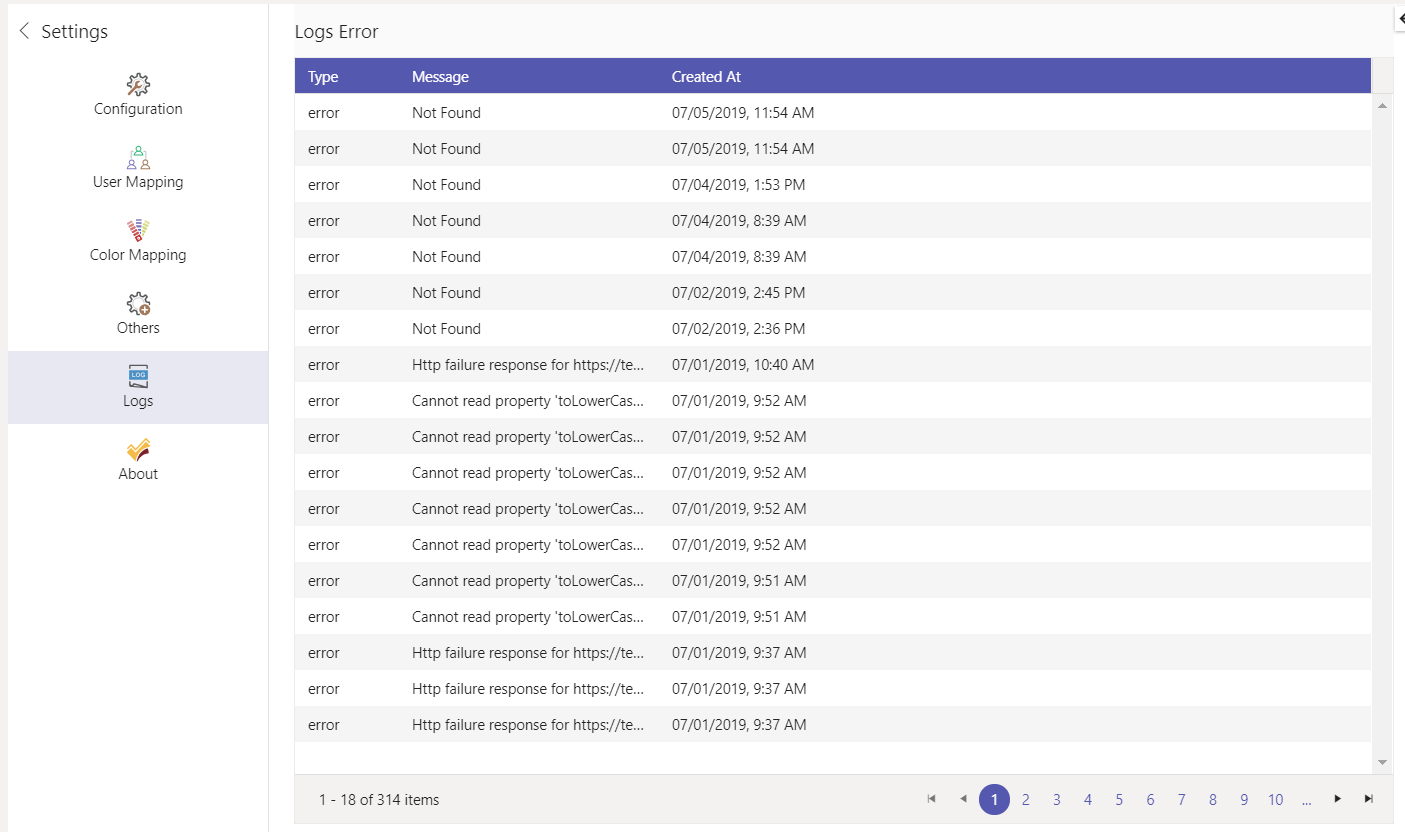 Settings
Configuration
User Mapping
Color Mapping
Others
LOG
Logs
About
Logs Error
Type Message Created At
error Not Found 07/05/2019, 11:54 AM
error Not Found 07/05/2019, 11:54 AM
error Not Found 07/04/2019, 1:53 PM
error Not Found 07/04/2019, 8:39 AM
error Not Found 07/04/2019, 8:39 AM
error Not Found 07/02/2019, 2:45 PM
error Not Found 07/02/2019, 2:36 PM
error Http failure response for https://te... 07/01/2019, 10:40 AM
error Cannot read property 'toLowerCas... 07/01/2019, 9:52 AM
error Cannot read property 'toLowerCas... 07/01/2019, 9:52 AM
error Cannot read property 'toLowerCas... 07/01/2019, 9:52 AM
error Cannot read property 'toLowerCas... 07/01/2019, 9:52 AM
error Cannot read property 'toLowerCas... 07/01/2019, 9:52 AM
error Cannot read property 'toLowerCas... 07/01/2019, 9:51 AM
error Cannot read property 'toLowerCas... 07/01/2019, 9:51 AM
error Http failure response for https://te... 07/01/2019, 9:37 AM
error Http failure response for https://te... 07/01/2019, 9:37 AM
error Http failure response for https://te... 07/01/2019, 9:37 AM
1 - 18 of 314 items 1 2 3 4 5 6 7 8 9 10 ...